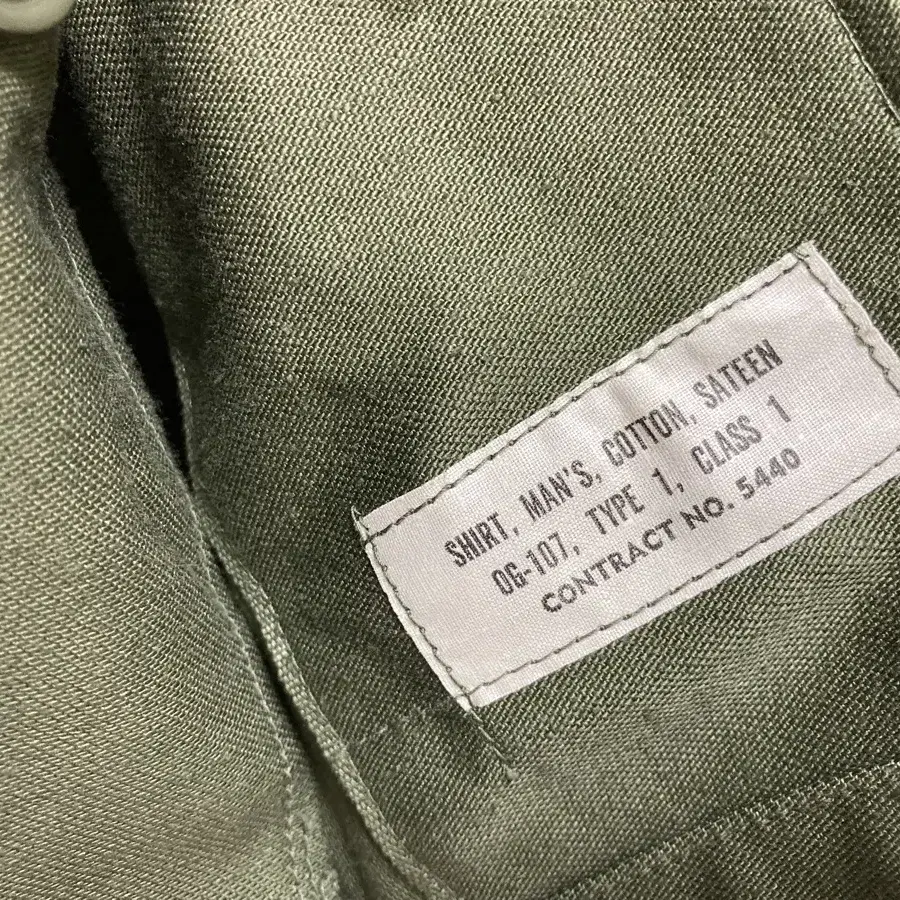 SHIRT, MAN'S, COTTON, SATEEN
OG-107, TYPE 1, CLASS 1
CONTRACT NO. 5440